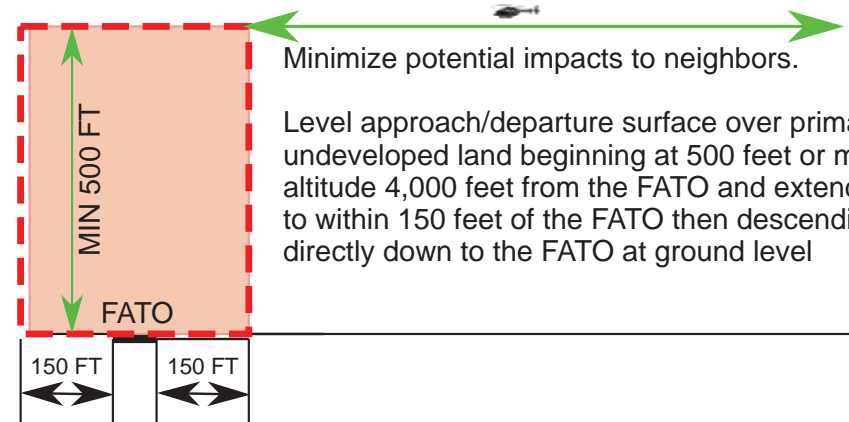 Minimize potential impacts to neighbors.
Level approach/departure surface over
undeveloped land beginning at 500 feet or
altitude 4,000 feet from the FATO and
to within 150 feet of the FATO then
directly down to the FATO at ground level
MIN 500 FT
FATO
150 FT
150 FT